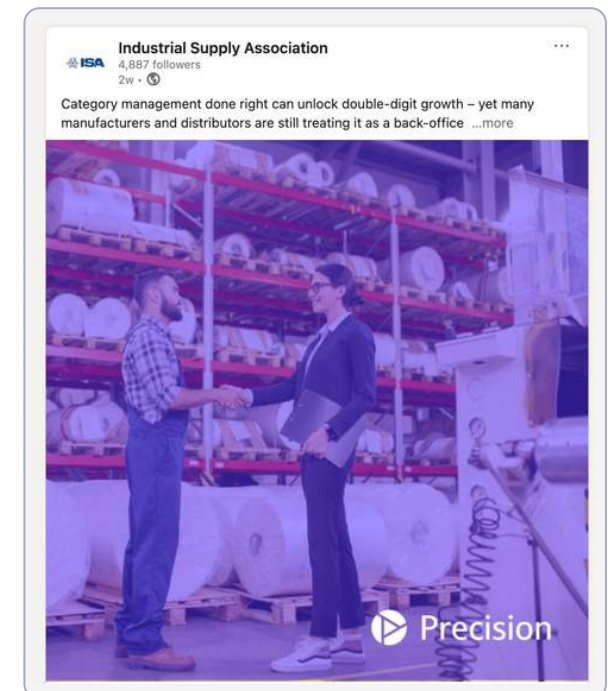 ISA
Industrial Supply Association
4,887 followers
2w •
Category management done right can unlock double-digit growth – yet many
manufacturers and distributors are still treating it as a back-office ...more
Precision